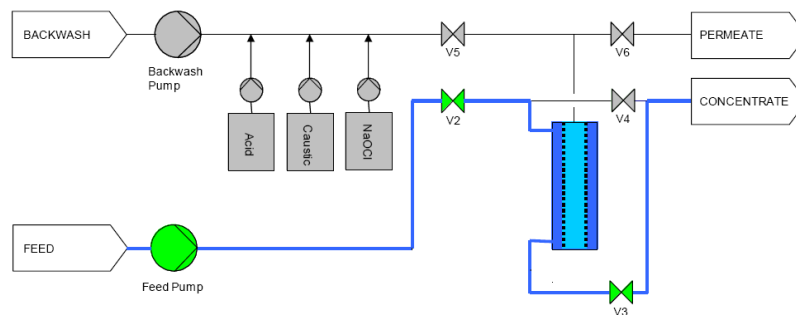 BACKWASH
Backwash
Pump
Acid
Caustic
NaOCl
V5
V6
PERMEATE
V2
V4
CONCENTRATE
FEED
Feed Pump
V3